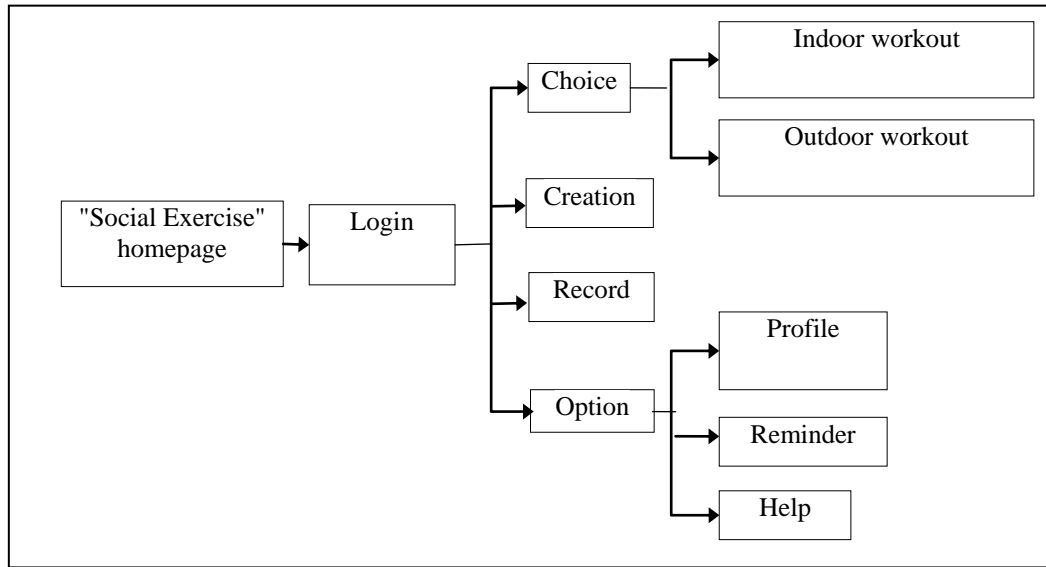 "Social Exercise"
homepage
Login
Choice
Indoor workout
Outdoor workout
Creation
Record
Option
Profile
Reminder
Help